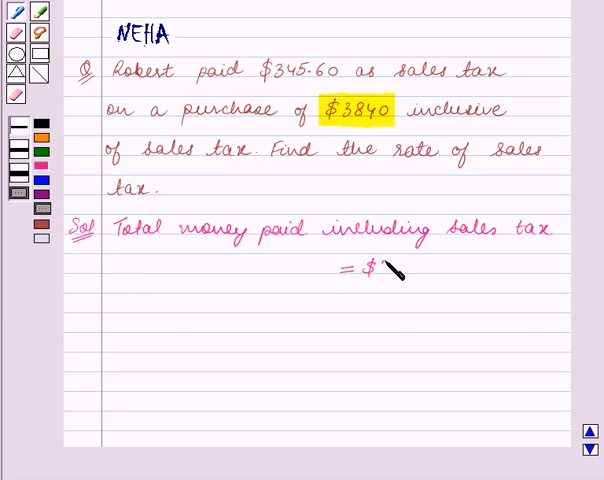 NEHA
Q Robert paid $345.60 as sales tax
on a purchase of $3840 inclusive
of sales tax. Find the rate of sales
tax.
Sol Total money paid including sales tax
= $